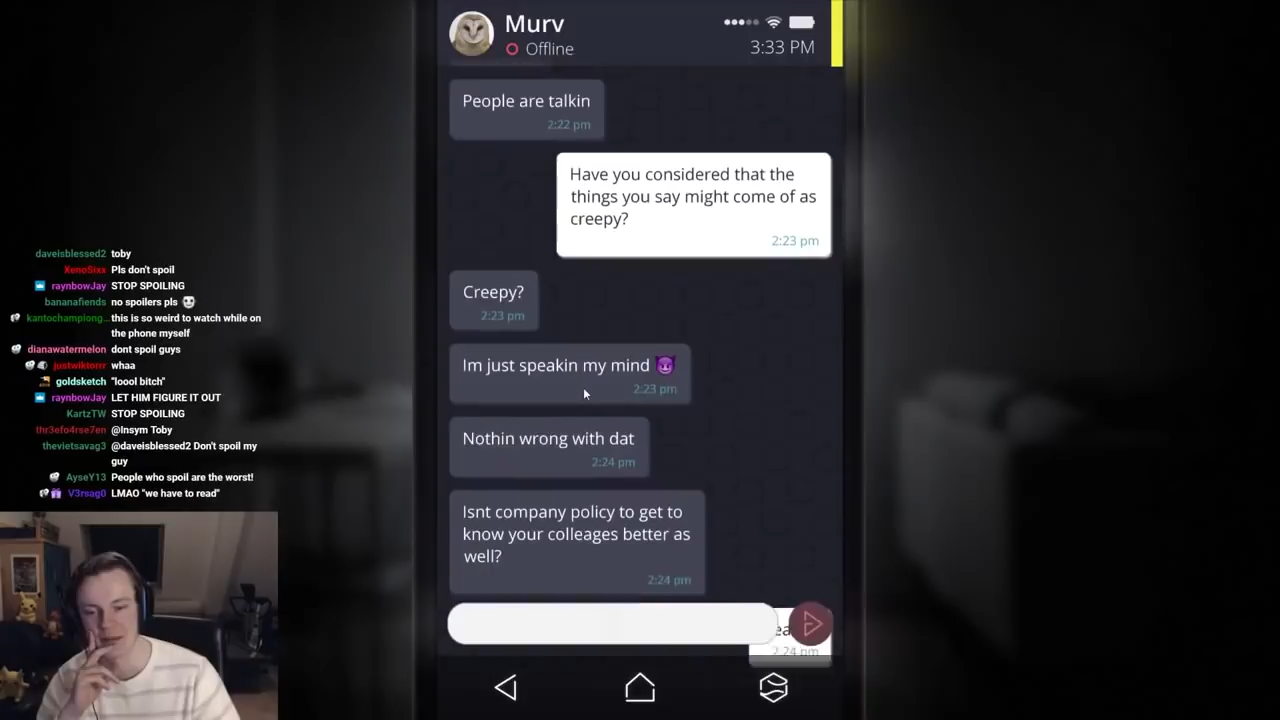 Murv
Offline
3:33 PM
People are talkin
2:22 pm
Have you considered that the
things you say might come of as
creepy?
2:23 pm
Creepy?
2:23 pm
Im just speakin my mind 😈
2:23 pm
Nothin wrong with dat
2:24 pm
Isnt company policy to get to
know your colleages better as
well?
2:24 pm
2:24 pm
daveisblessed2 toby
XenoSixx Pls don't spoil
raynbowJay STOP SPOILING
bananafiends no spoilers pls
kantochampiong... this is so weird to watch while on
the phone myself
dianawatermelon dont spoil guys
justwiktorrr whaa
goldsketch "loool bitch"
raynbowJay LET HIM FIGURE IT OUT
KartzTW STOP SPOILING
thr3efo4rse7en @Insym Toby
thevietsavag3 @daveisblessed2 Don't spoil my
guy
AyseY13 People who spoil are the worst!
V3rsag0 LMAO "we have to read"